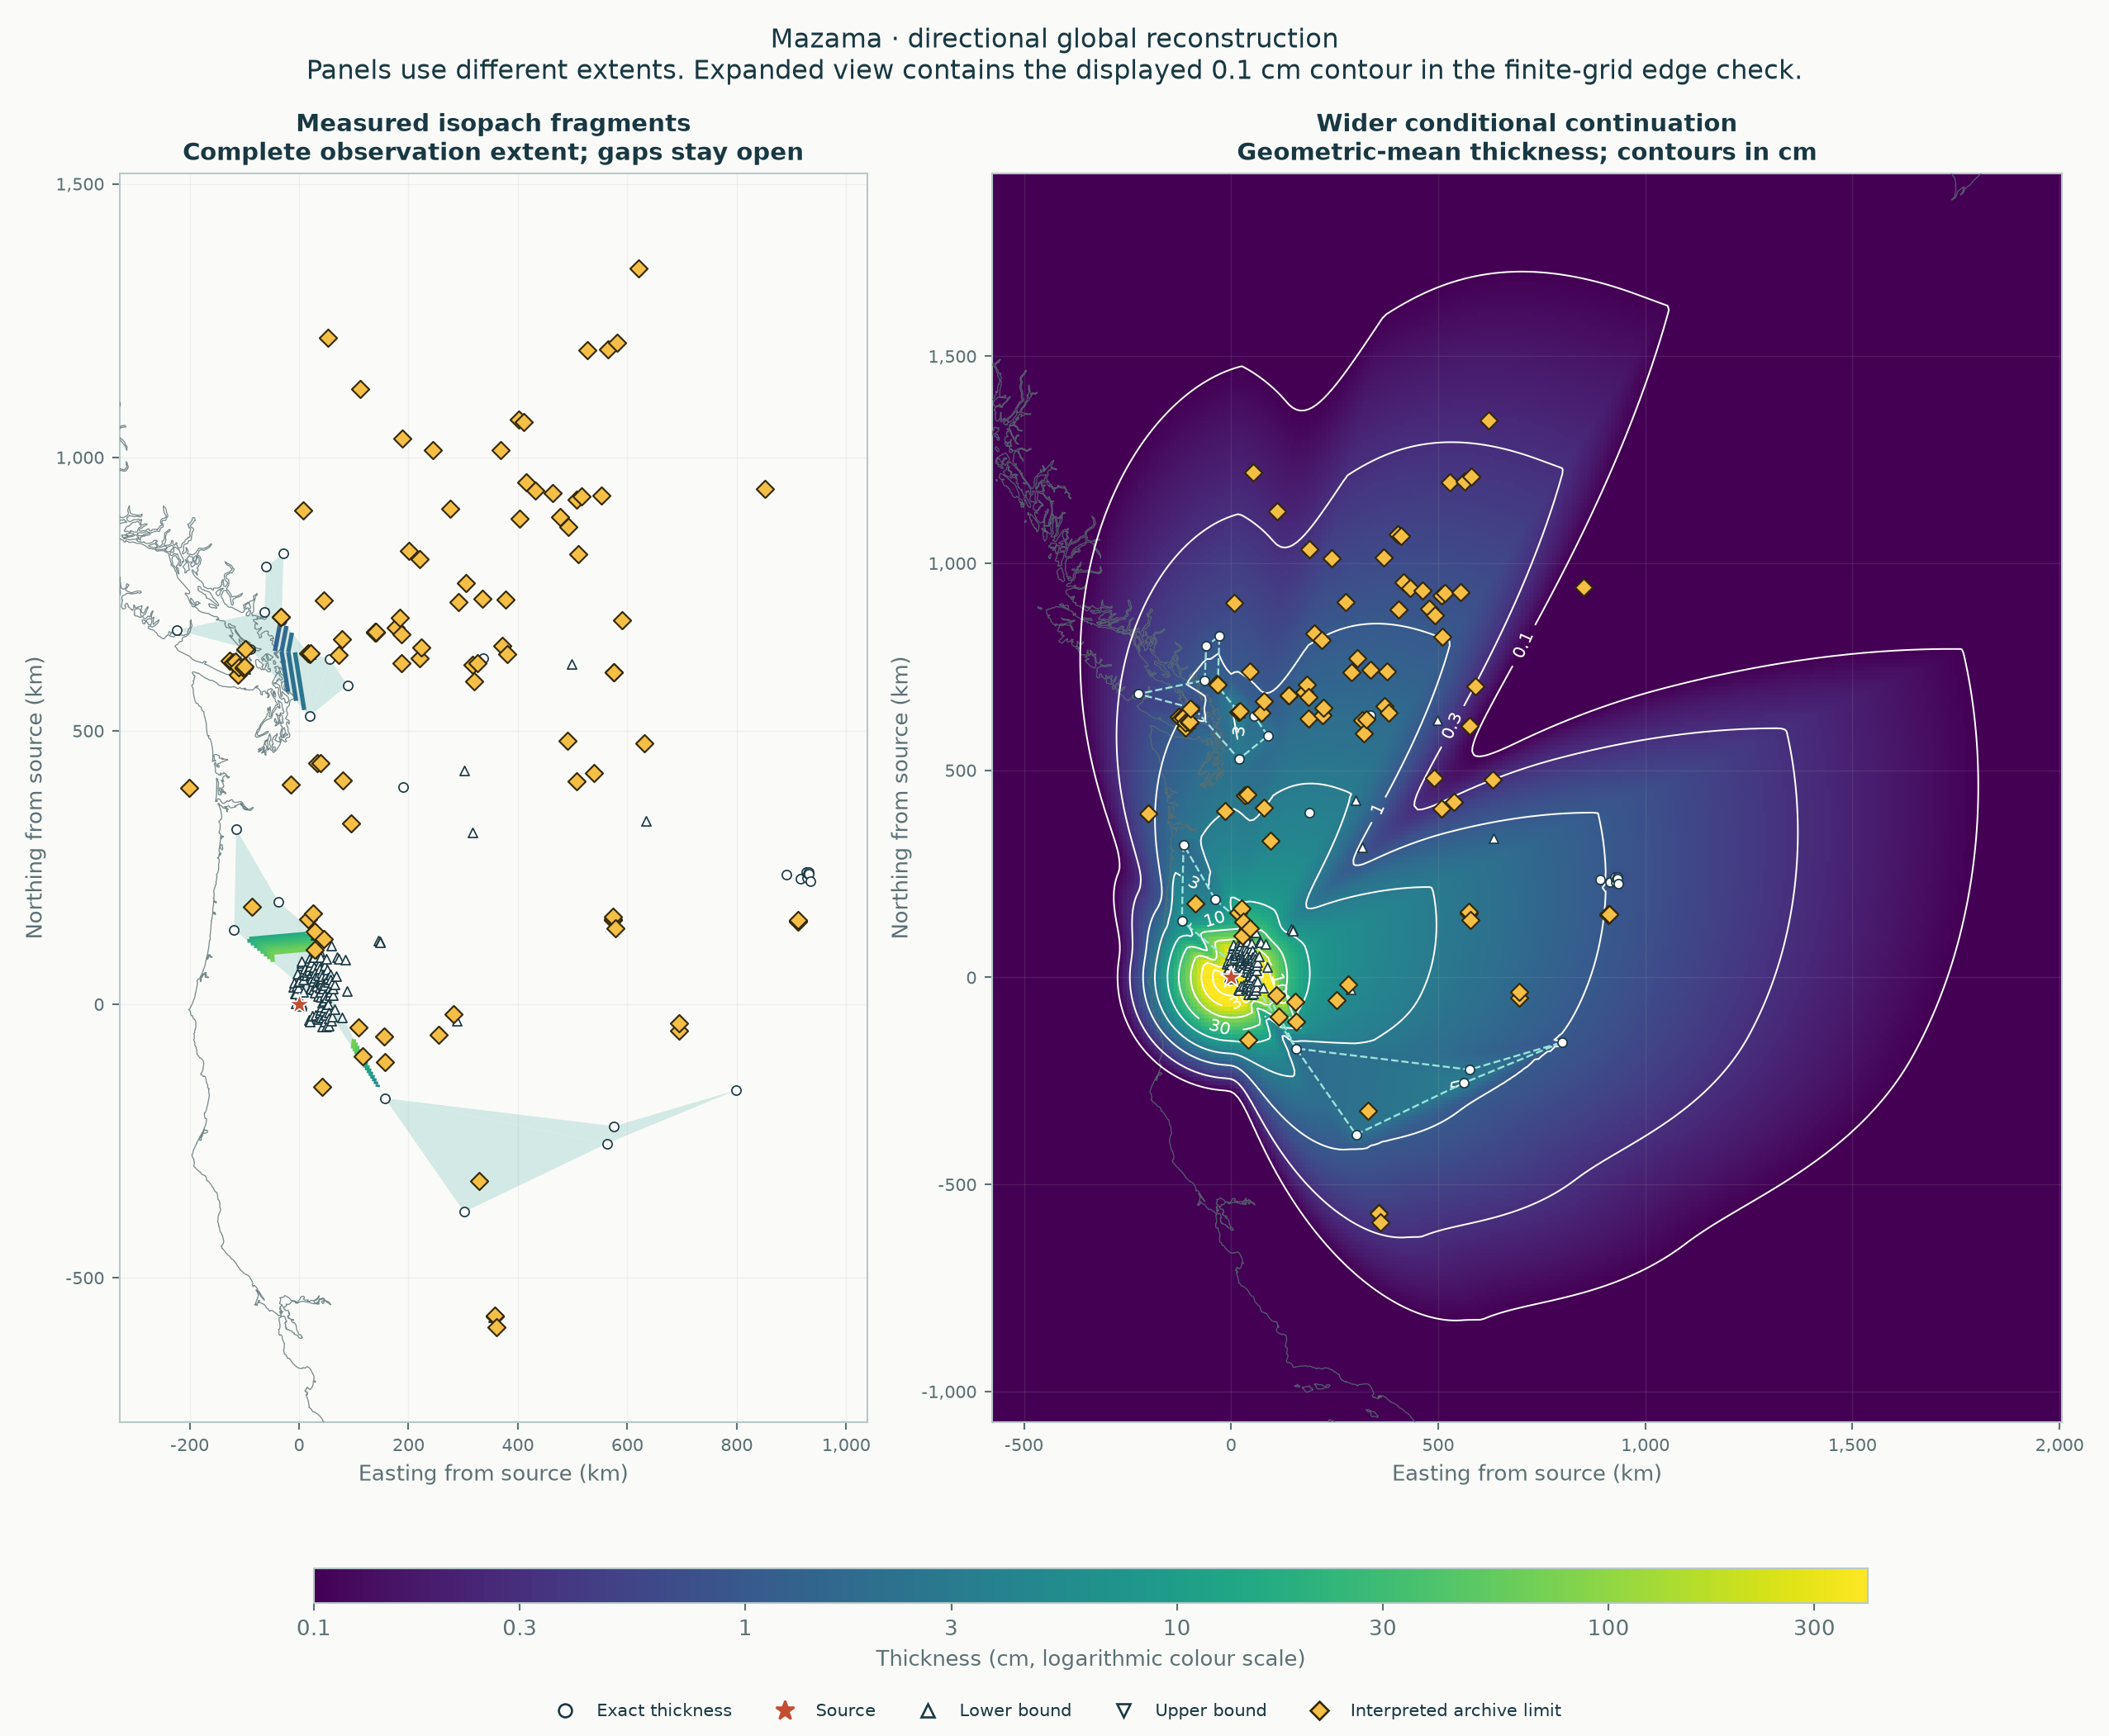 Mazama · directional global reconstruction
Panels use different extents. Expanded view contains the displayed 0.1 cm contour in the finite-grid edge check.
Measured isopach fragments
Complete observation extent; gaps stay open
Wider conditional continuation
Geometric-mean thickness; contours in cm
1,500
1,000
500
0
-500
Northing from source (km)
-200
0
200
400
600
800
1,000
Easting from source (km)
1,500
1,000
500
0
-500
-1,000
Northing from source (km)
0.1
0.3
1
3
3
10
30
-500
0
500
1,000
1,500
2,000
Easting from source (km)
0.1
0.3
1
3
10
30
100
300
Thickness (cm, logarithmic colour scale)
Exact thickness
Source
Lower bound
Upper bound
Interpreted archive limit